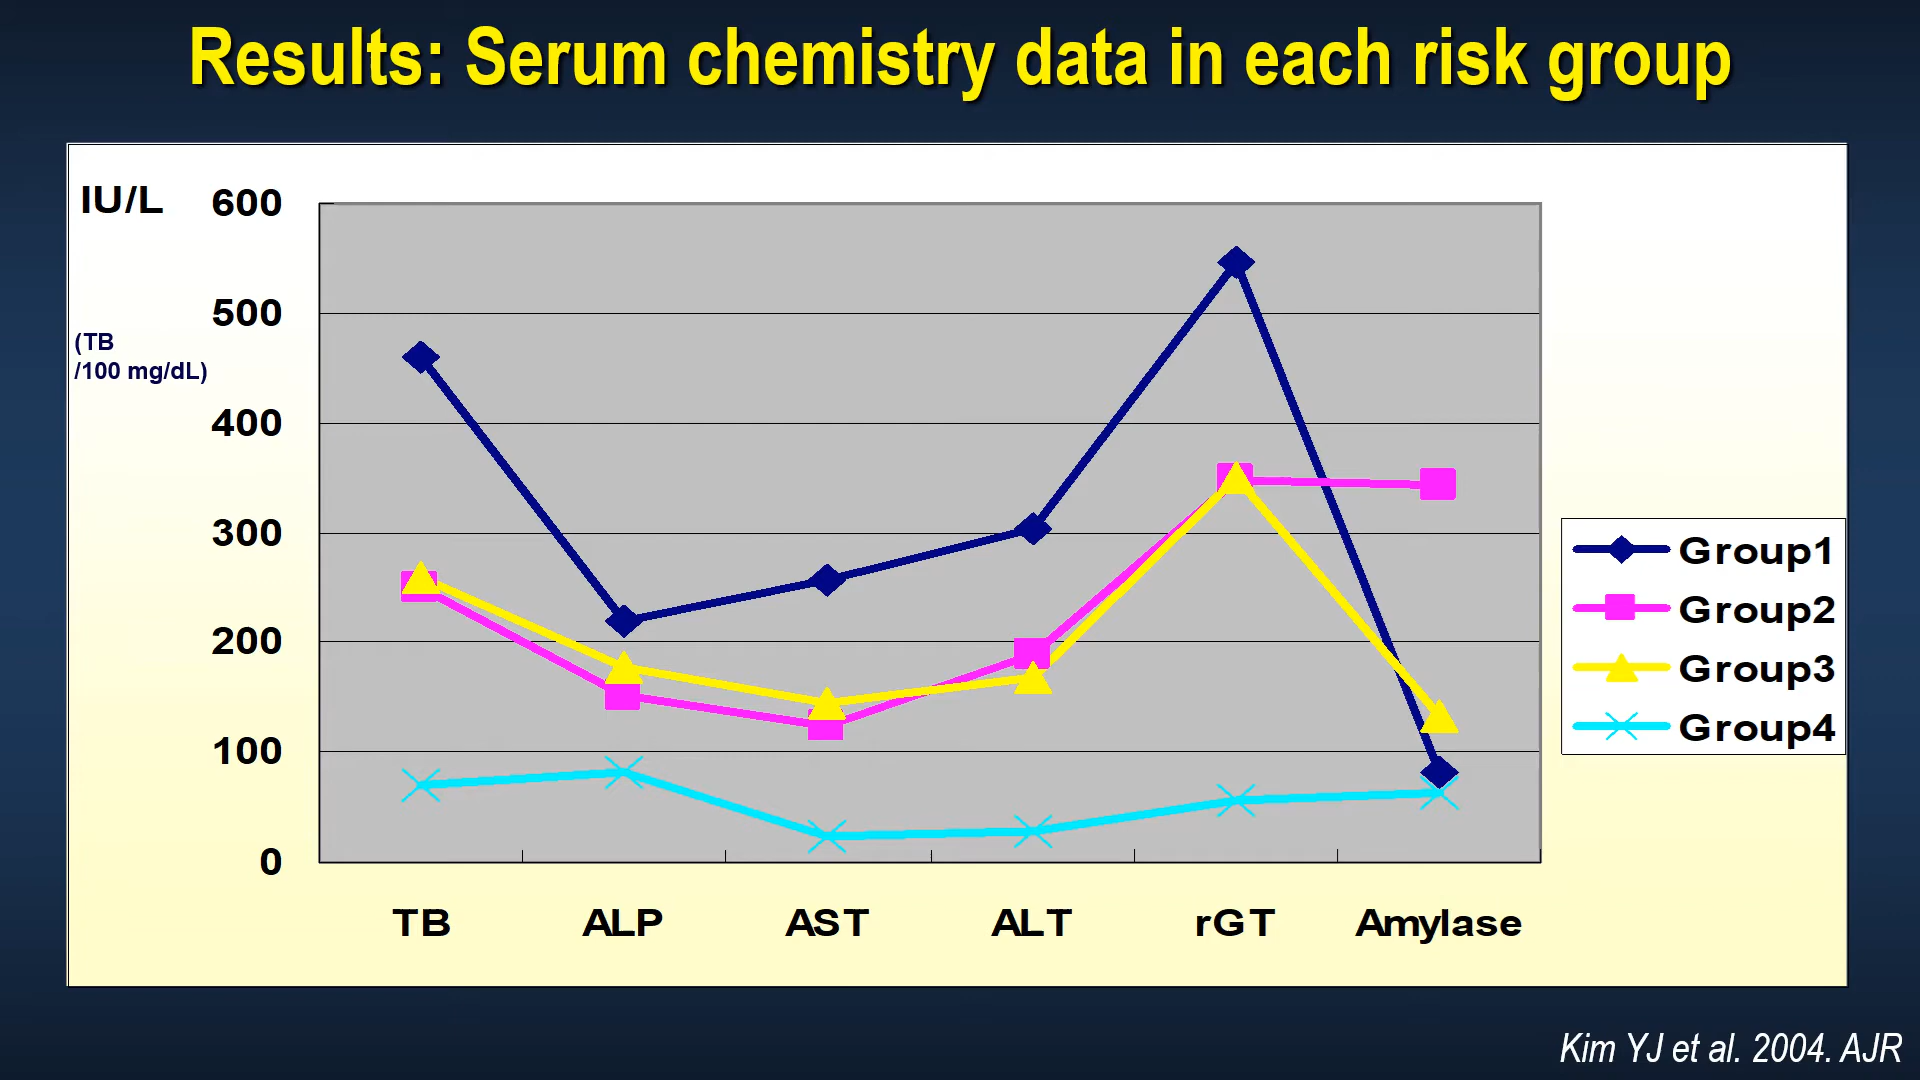 Results: Serum chemistry data in each risk group
IU/L
(TB
/100 mg/dL)
600
500
400
300
200
100
0
TB ALP AST ALT rGT Amylase
Group1
Group2
Group3
Group4
Kim YJ et al. 2004. AJR